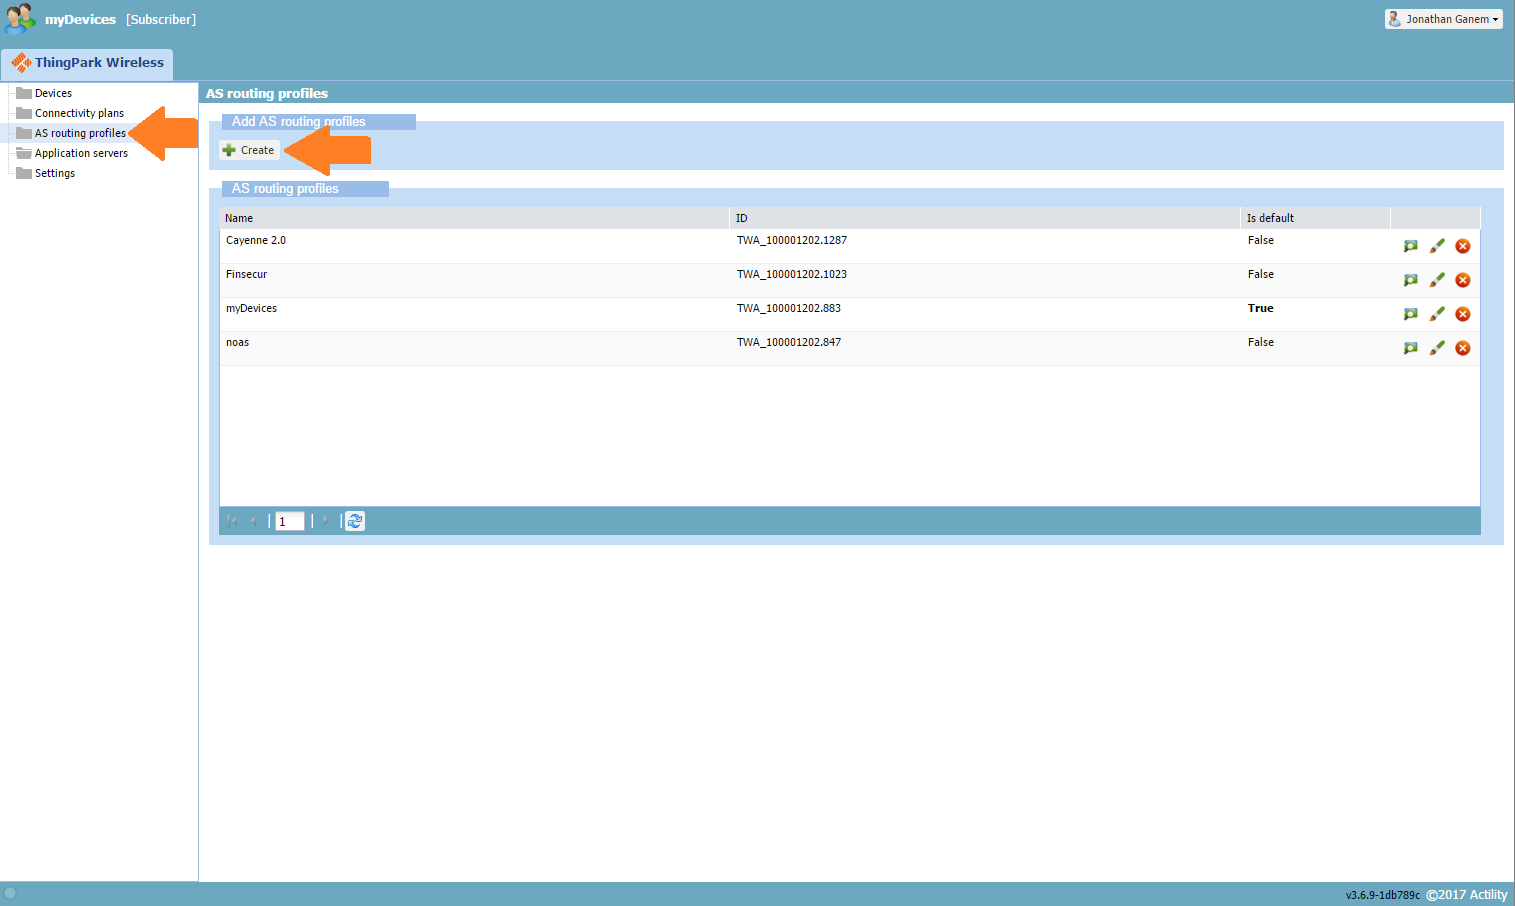 myDevices [Subscriber]
Jonathan Ganem
ThingPark Wireless
Devices
Connectivity plans
AS routing profiles
Application servers
Settings
AS routing profiles
Add AS routing profiles
Create
AS routing profiles
Name ID Is default
Cayenne 2.0 TWA_100001202.1287 False
Finsecur TWA_100001202.1023 False
myDevices TWA_100001202.883 True
noas TWA_100001202.847 False
1
v3.6.9-1db789c ©2017 Actility